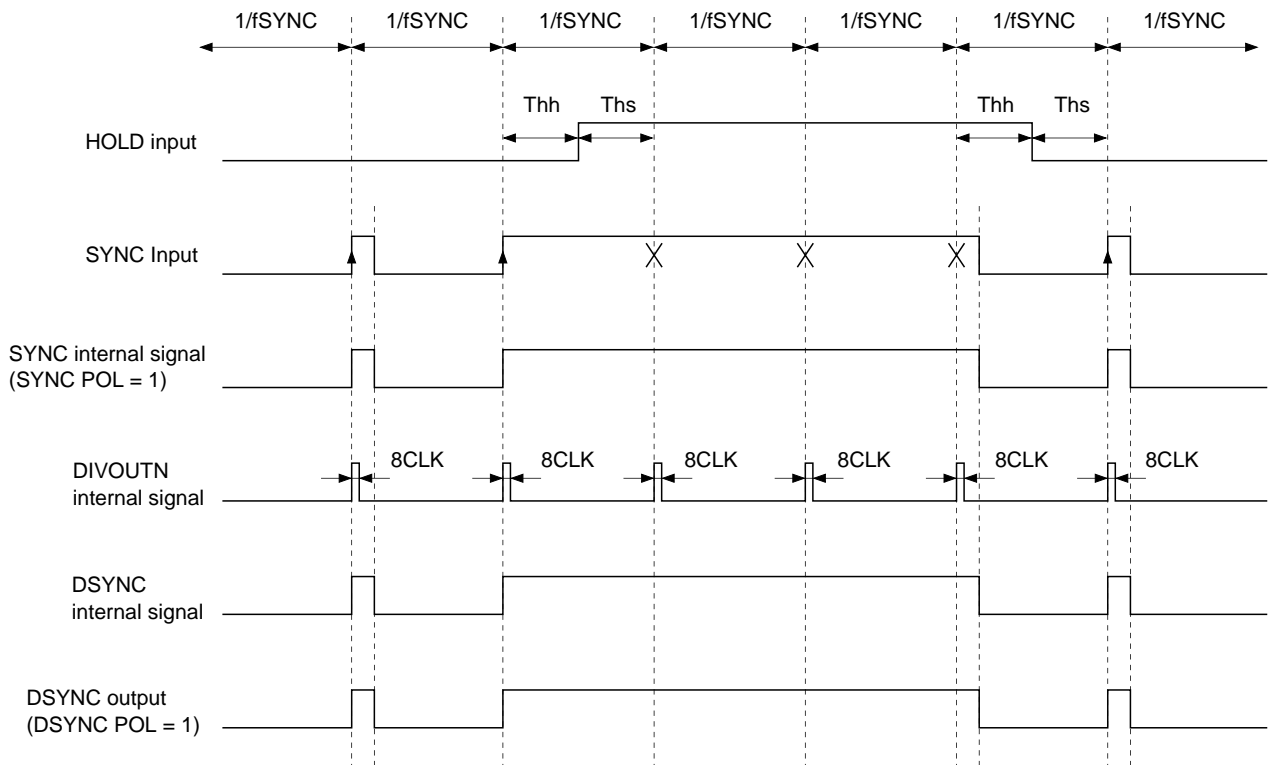 1/fSYNC 1/fSYNC 1/fSYNC 1/fSYNC 1/fSYNC 1/fSYNC 1/fSYNC
Thh Ths Thh Ths
HOLD input
SYNC Input
SYNC internal signal
(SYNC POL = 1)
8CLK 8CLK 8CLK 8CLK 8CLK 8CLK
DIVOUTN
internal signal
DSYNC
internal signal
DSYNC output
(DSYNC POL = 1)